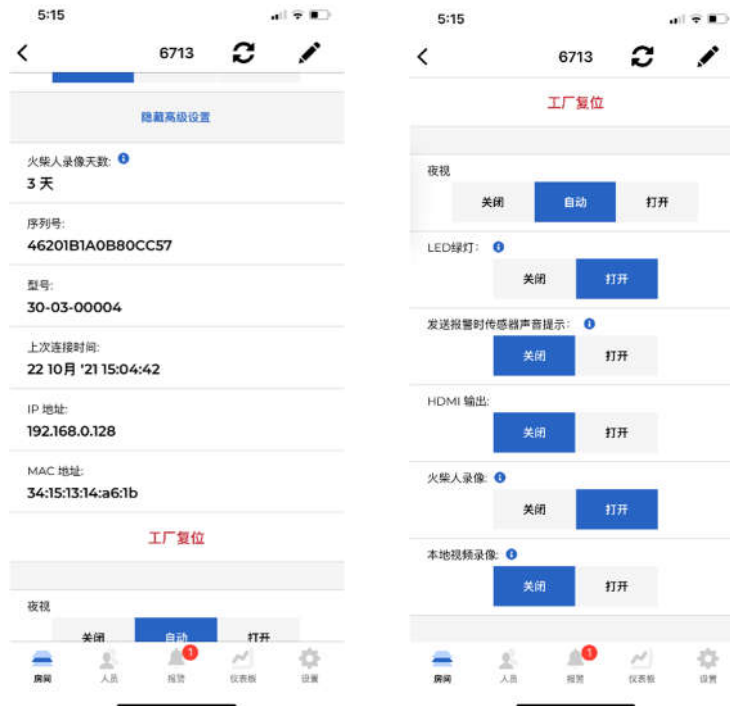 5:15
6713
隐藏高级设置
火柴人录像天数:
3 天
序列号:
46201B1A0B80CC57
型号:
30-03-00004
上次连接时间:
22 10月 '21 15:04:42
IP 地址:
192.168.0.128
MAC 地址:
34:15:13:14:a6:1b
工厂复位
夜视
关闭 自动 打开
1
房间 人员 报警 仪表板 设置
5:15
6713
工厂复位
夜视
关闭 自动 打开
LED绿灯:
关闭 打开
发送报警时传感器声音提示:
关闭 打开
HDMI 输出:
关闭 打开
火柴人录像:
关闭 打开
本地视频录像:
关闭 打开
1
房间 人员 报警 仪表板 设置